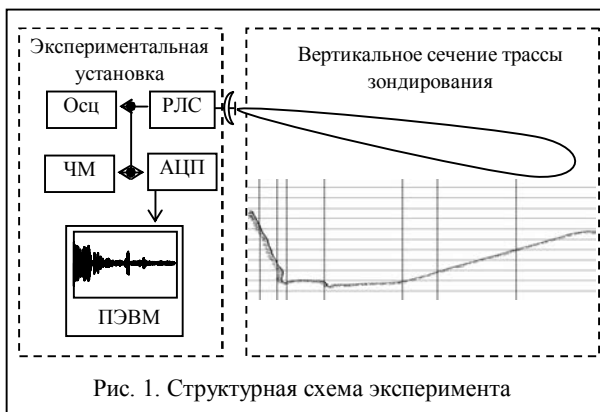 Экспериментальная
установка
Вертикальное сечение трассы
зондирования
Осц
РЛС
ЧМ
АЦП
ПЭВМ
Рис. 1. Структурная схема эксперимента